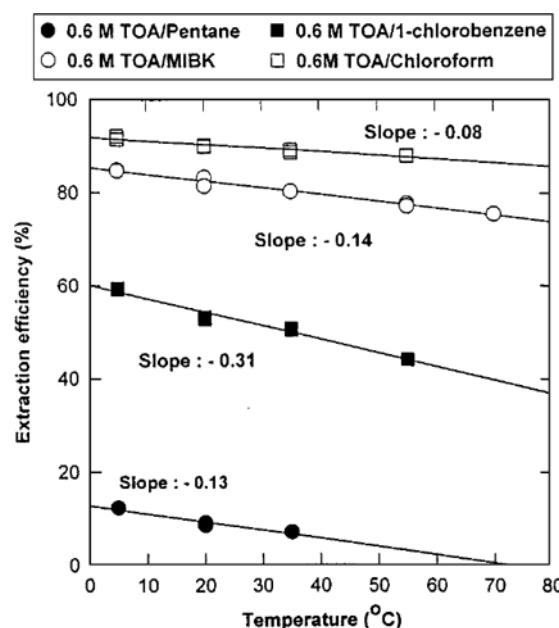 0.6 M TOA/Pentane 0.6 M TOA/1-chlorobenzene
0.6 M TOA/MIBK 0.6M TOA/Chloroform
100
Slope : - 0.08
80
Slope : - 0.14
60
Slope : - 0.31
40
20
Slope : - 0.13
0
Extraction efficiency (%)
0 10 20 30 40 50 60 70 80
Temperature (°C)